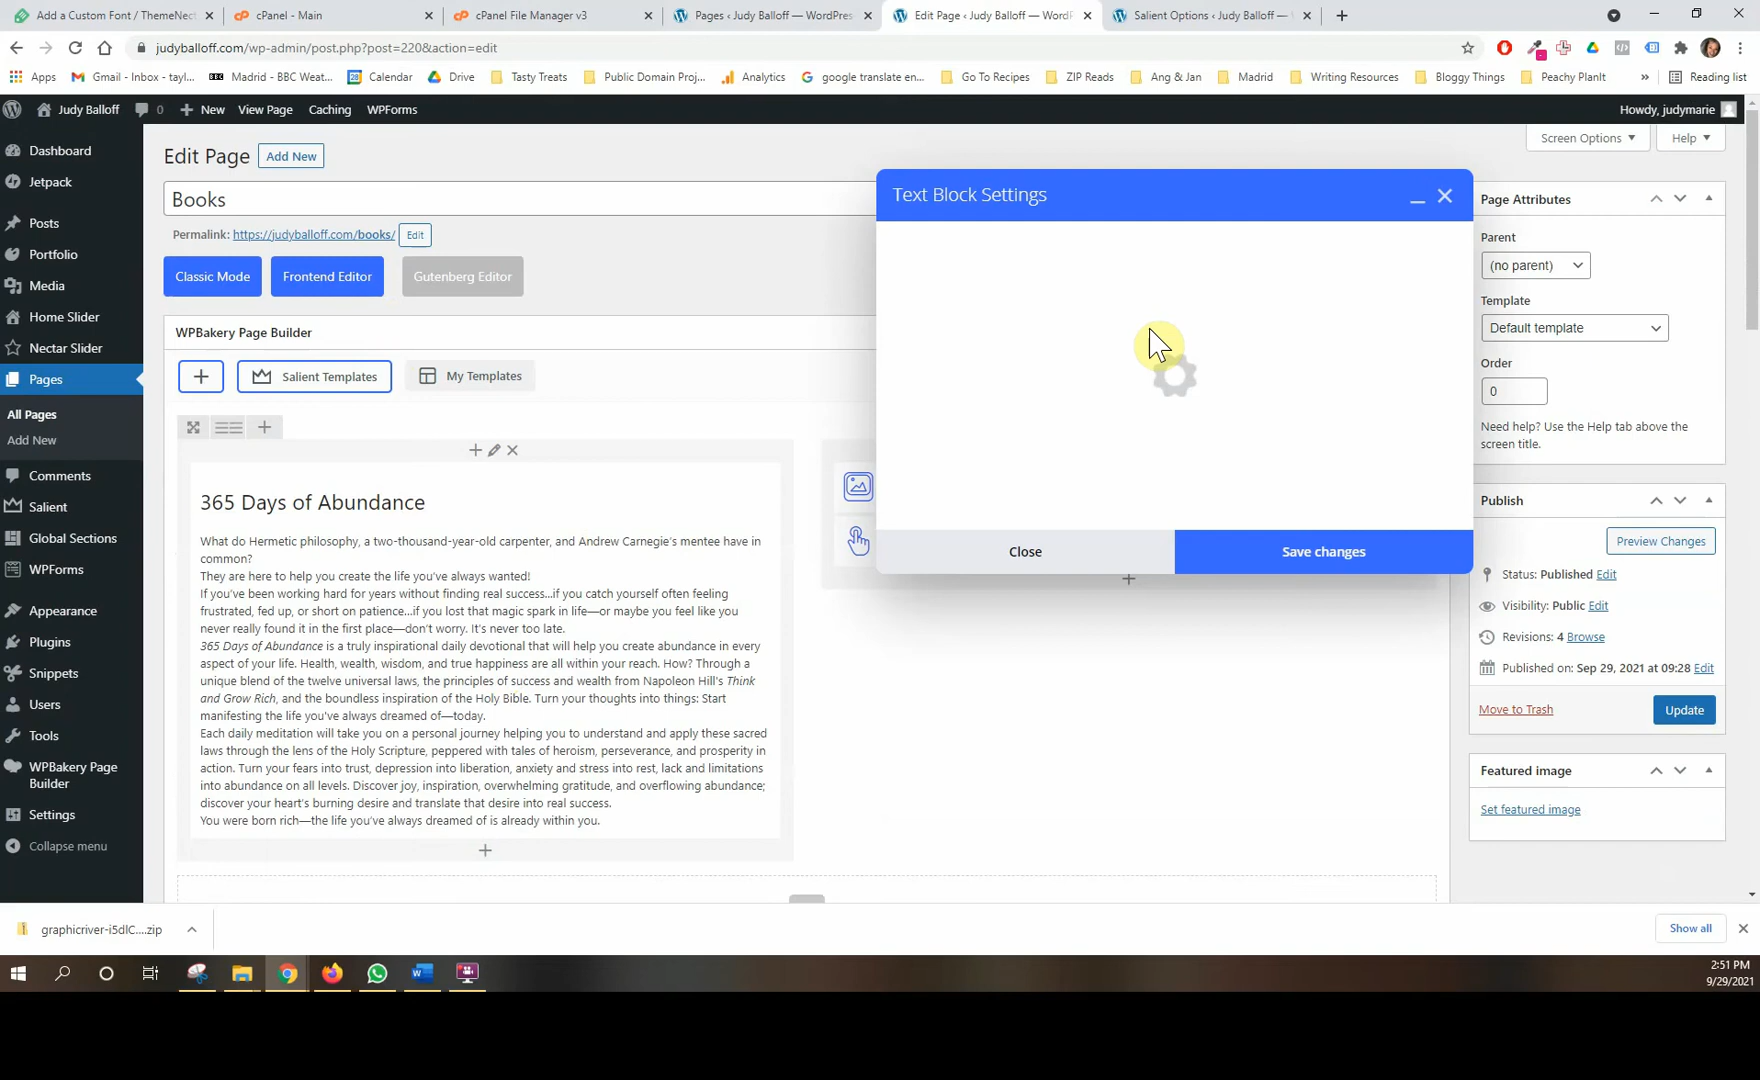 Add a Custom Font / ThemeNect
cPanel - Main
cPanel File Manager v3
Pages ‹ Judy Balloff — WordPres
Edit Page ‹ Judy Balloff — WordP
Salient Options ‹ Judy Balloff —
judyballoff.com/wp-admin/post.php?post=220&action=edit
Apps
Gmail - Inbox - tayl...
BBC
Madrid - BBC Weat...
28
Calendar
Drive
Tasty Treats
Public Domain Proj...
Analytics
google translate en...
Go To Recipes
ZIP Reads
Ang & Jan
Madrid
Writing Resources
Bloggy Things
Peachy PlanIt
»
Reading list
Judy Balloff
0
New
View Page
Caching
WPForms
Howdy, judymarie
Dashboard
Jetpack
Posts
Portfolio
Media
Home Slider
Nectar Slider
Pages
All Pages
Add New
Comments
Salient
Global Sections
WPForms
Appearance
Plugins
Snippets
Users
Tools
WPBakery Page
Builder
Settings
Collapse menu
Screen Options
Help
Edit Page
Add New
Books
Permalink: https://judyballoff.com/books/
Edit
Classic Mode
Frontend Editor
Gutenberg Editor
WPBakery Page Builder
Salient Templates
My Templates
365 Days of Abundance
What do Hermetic philosophy, a two-thousand-year-old carpenter, and Andrew Carnegie's mentee have in
common?
They are here to help you create the life you've always wanted!
If you've been working hard for years without finding real success...if you catch yourself often feeling
frustrated, fed up, or short on patience...if you lost that magic spark in life—or maybe you feel like you
never really found it in the first place—don't worry. It's never too late.
365 Days of Abundance is a truly inspirational daily devotional that will help you create abundance in every
aspect of your life. Health, wealth, wisdom, and true happiness are all within your reach. How? Through a
unique blend of the twelve universal laws, the principles of success and wealth from Napoleon Hill's Think
and Grow Rich, and the boundless inspiration of the Holy Bible. Turn your thoughts into things: Start
manifesting the life you've always dreamed of—today.
Each daily meditation will take you on a personal journey helping you to understand and apply these sacred
laws through the lens of the Holy Scripture, peppered with tales of heroism, perseverance, and prosperity in
action. Turn your fears into trust, depression into liberation, anxiety and stress into rest, lack and limitations
into abundance on all levels. Discover joy, inspiration, overwhelming gratitude, and overflowing abundance;
discover your heart's burning desire and translate that desire into real success.
You were born rich—the life you've always dreamed of is already within you.
Text Block Settings
Close
Save changes
Page Attributes
Parent
(no parent)
Template
Default template
Order
0
Need help? Use the Help tab above the
screen title.
Publish
Preview Changes
Status: Published Edit
Visibility: Public Edit
Revisions: 4 Browse
Published on: Sep 29, 2021 at 09:28 Edit
Move to Trash
Update
Featured image
Set featured image
graphicriver-i5dlC....zip
Show all
2:51 PM
9/29/2021